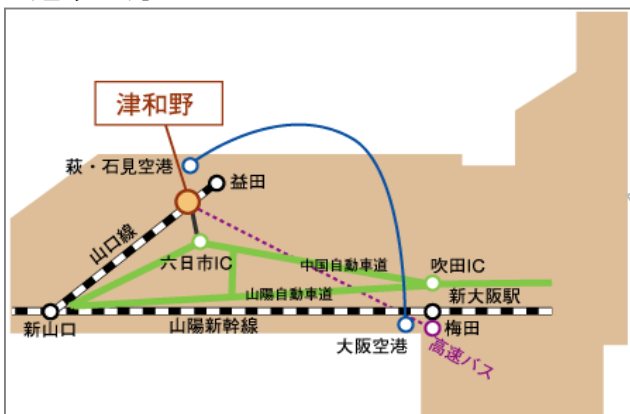 津和野
萩・石見空港
益田
山口線
六日市IC
中国自動車道
吹田IC
山陽自動車道
新大阪駅
新山口
山陽新幹線
大阪空港
梅田
高速バス